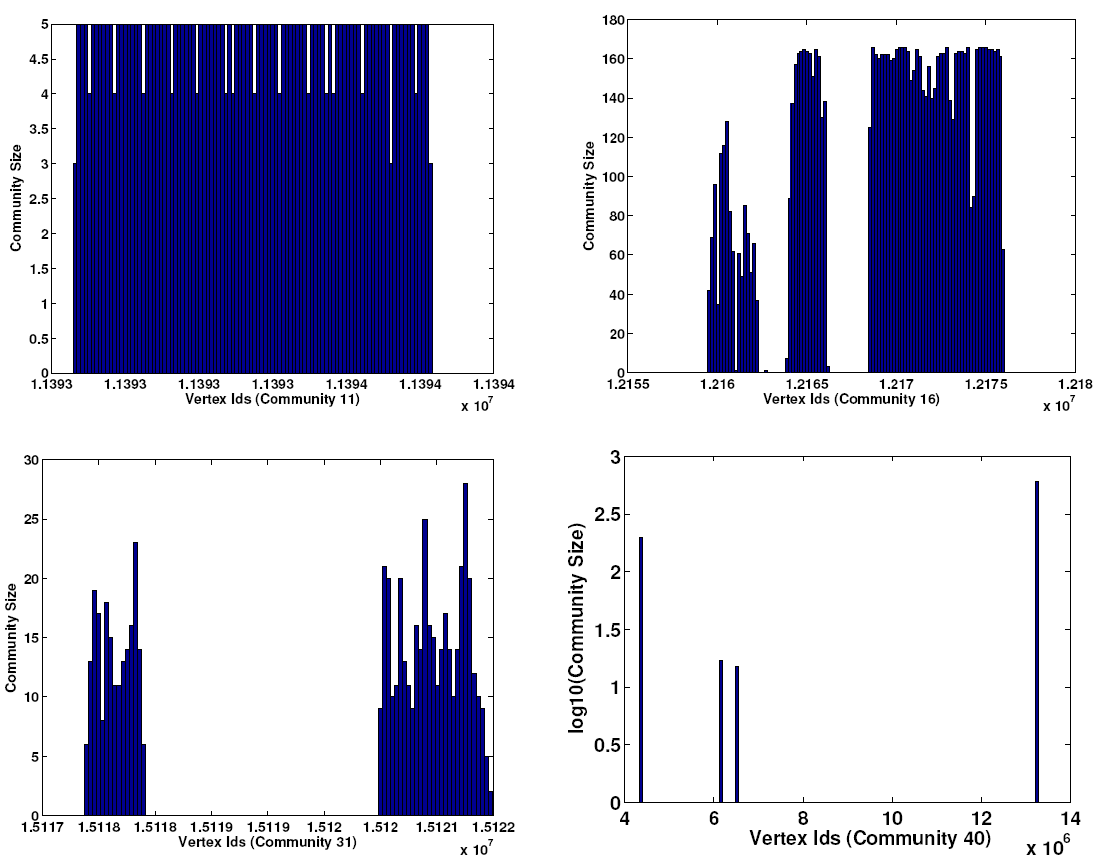 5
4.5
4
3.5
3
2.5
2
1.5
1
0.5
0
Community Size
1.1393 1.1393 1.1393 1.1393 1.1394 1.1394 1.1394
Vertex Ids (Community 11)
x 10^7
180
160
140
120
100
80
60
40
20
0
Community Size
1.2155 1.216 1.2165 1.217 1.2175 1.218
Vertex Ids (Community 16)
x 10^7
30
25
20
15
10
5
0
Community Size
1.5117 1.5118 1.5118 1.5119 1.5119 1.512 1.512 1.5121 1.5122
Vertex Ids (Community 31)
x 10^7
3
2.5
2
1.5
1
0.5
0
log10(Community Size)
4 6 8 10 12 14
Vertex Ids (Community 40)
x 10^6